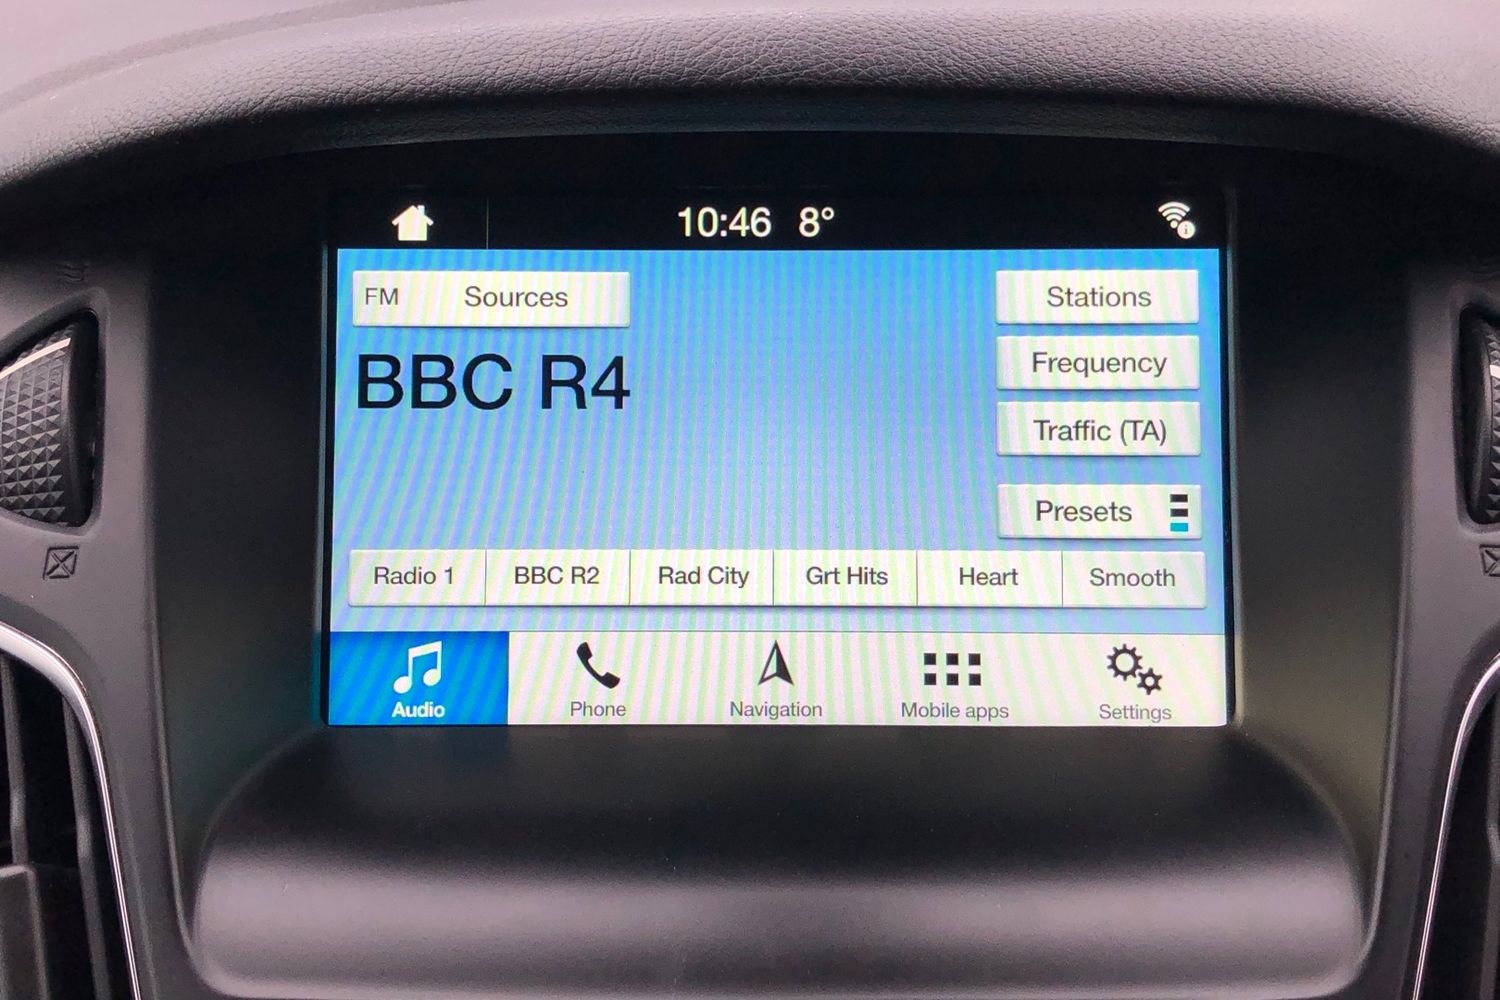 10:46 8°
FM Sources
Stations
BBC R4
Frequency
Traffic (TA)
Presets
Radio 1 BBC R2 Rad City Grt Hits Heart Smooth
Audio Phone Navigation Mobile apps Settings